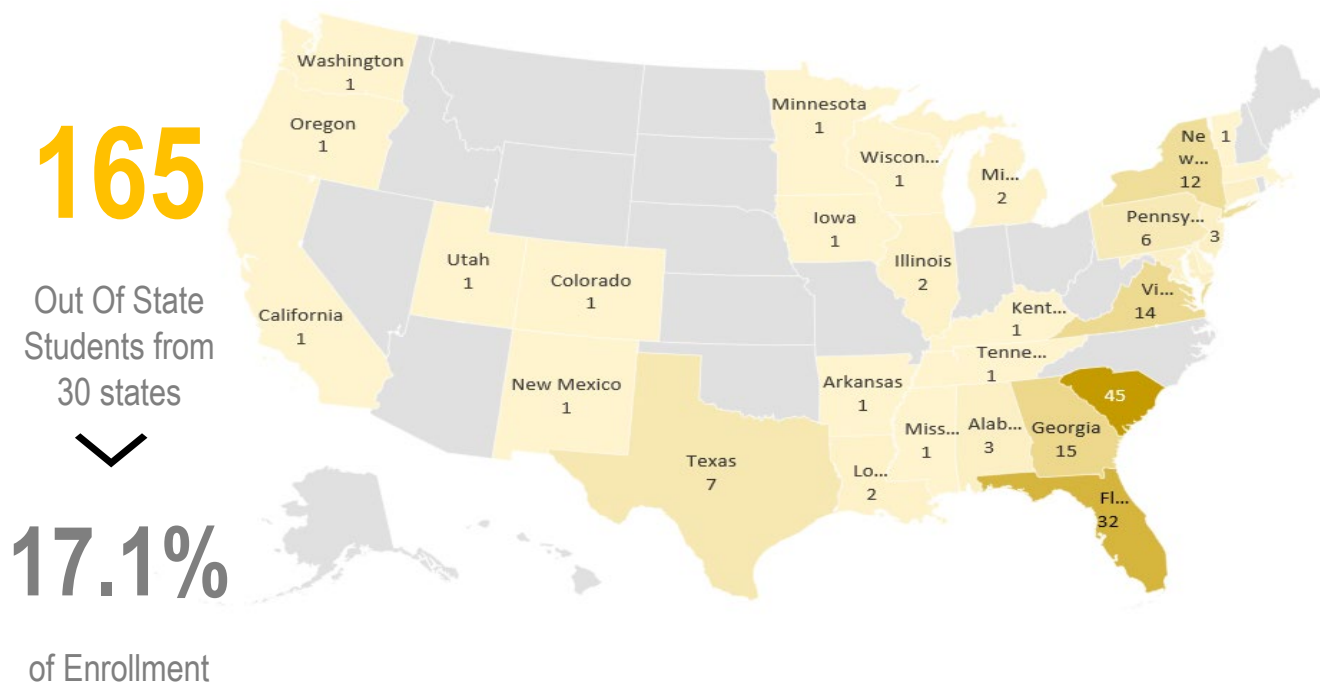 165
Out Of State
Students from
30 states
17.1%
of Enrollment
Washington
1
Oregon
1
California
1
Utah
1
Colorado
1
New Mexico
1
Texas
7
Minnesota
1
Iowa
1
Wiscon...
1
Illinois
2
Mi...
2
Arkansas
1
Lo...
2
Miss...
1
Alab...
3
Tenne...
1
Kent...
1
Georgia
15
Fl...
32
45
Vi...
14
Pennsy...
6
3
Ne
w...
12
1